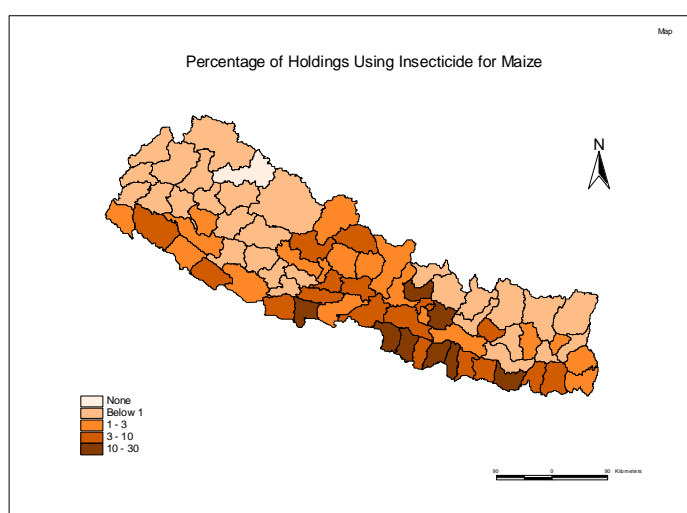 Map
Percentage of Holdings Using Insecticide for Maize
N
None
Below 1
1 - 3
3 - 10
10 - 30
90 0 90 Kilometers